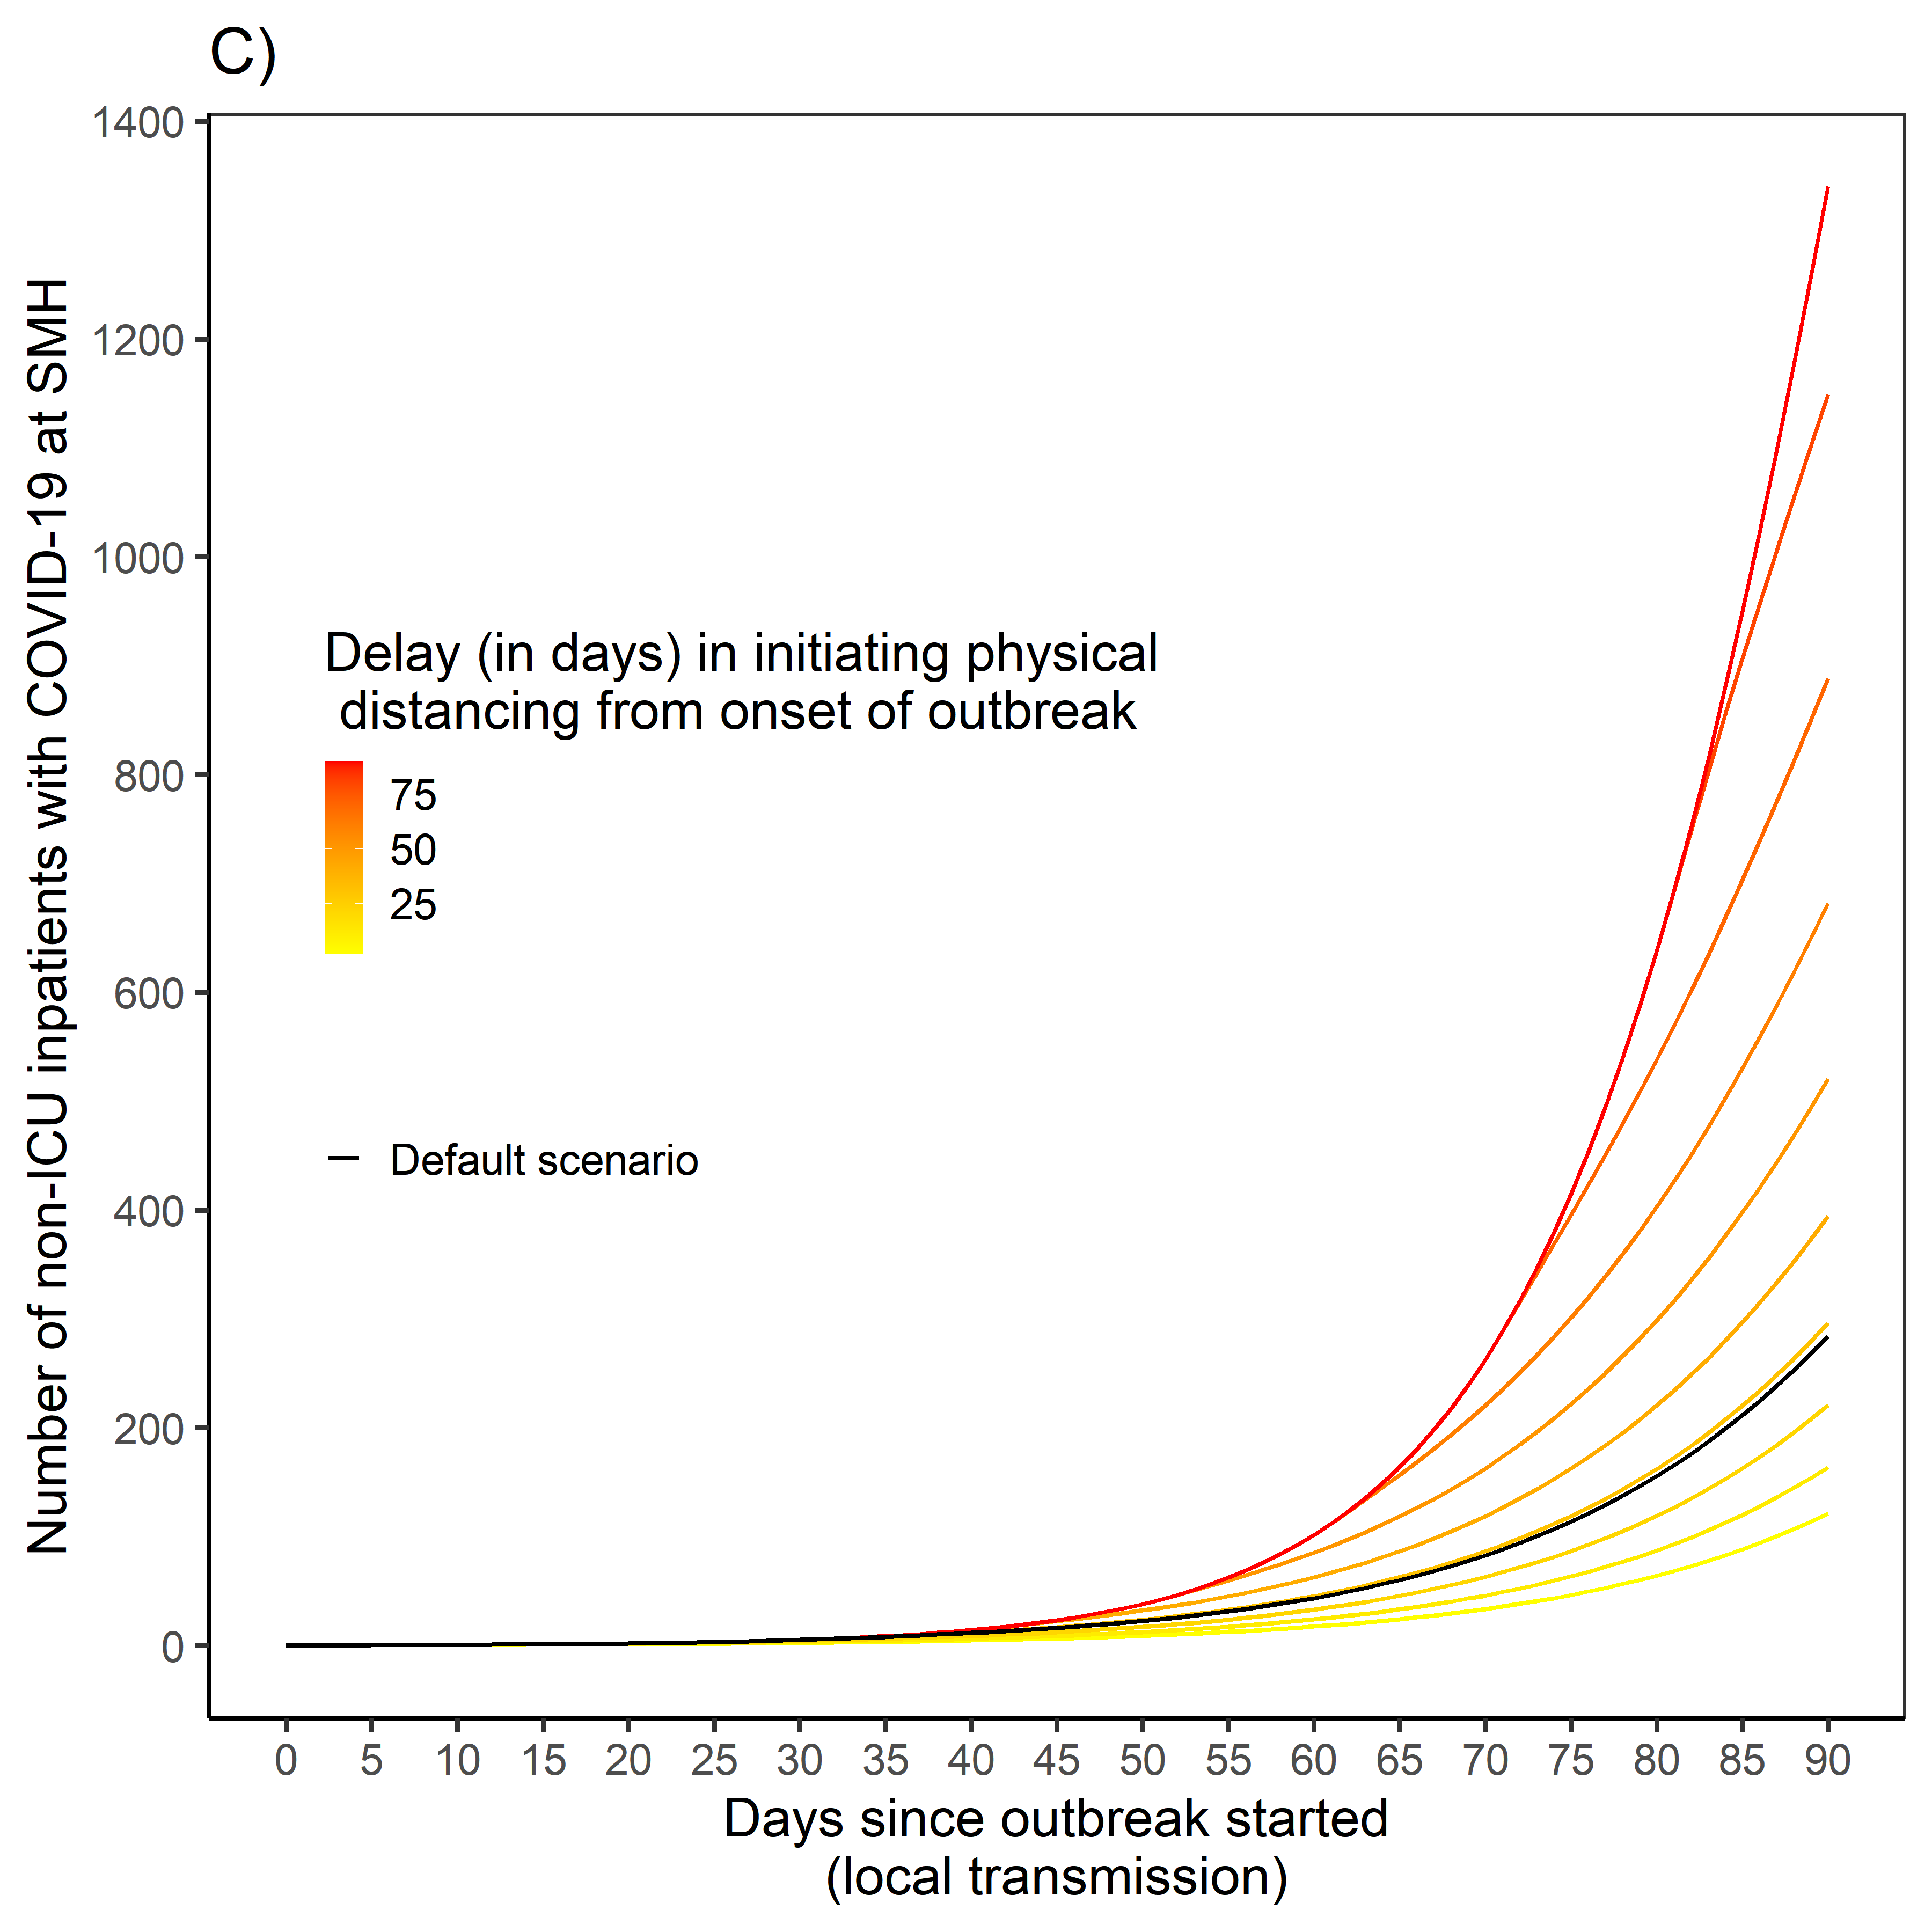 C)
Number of non-ICU inpatients with COVID-19 at SMH
1400
1200
1000
800
600
400
200
0
Delay (in days) in initiating physical
distancing from onset of outbreak
75
50
25
Default scenario
0 5 10 15 20 25 30 35 40 45 50 55 60 65 70 75 80 85 90
Days since outbreak started
(local transmission)